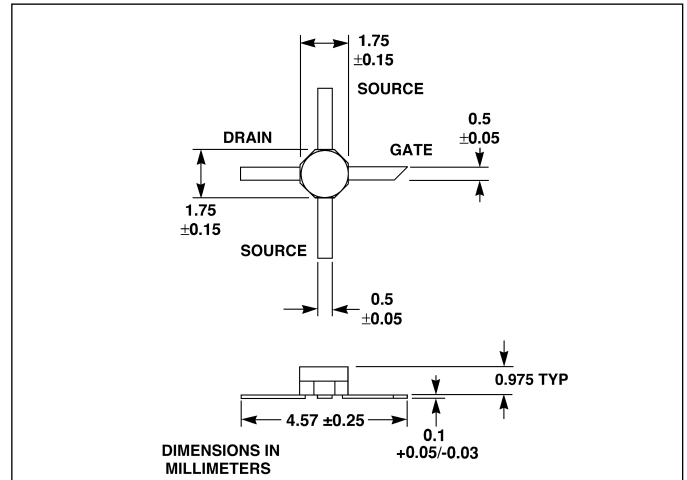 1.75
±0.15
SOURCE
0.5
±0.05
DRAIN
GATE
1.75
±0.15
SOURCE
0.5
±0.05
0.975 TYP
4.57 ±0.25
0.1
+0.05/-0.03
DIMENSIONS IN
MILLIMETERS